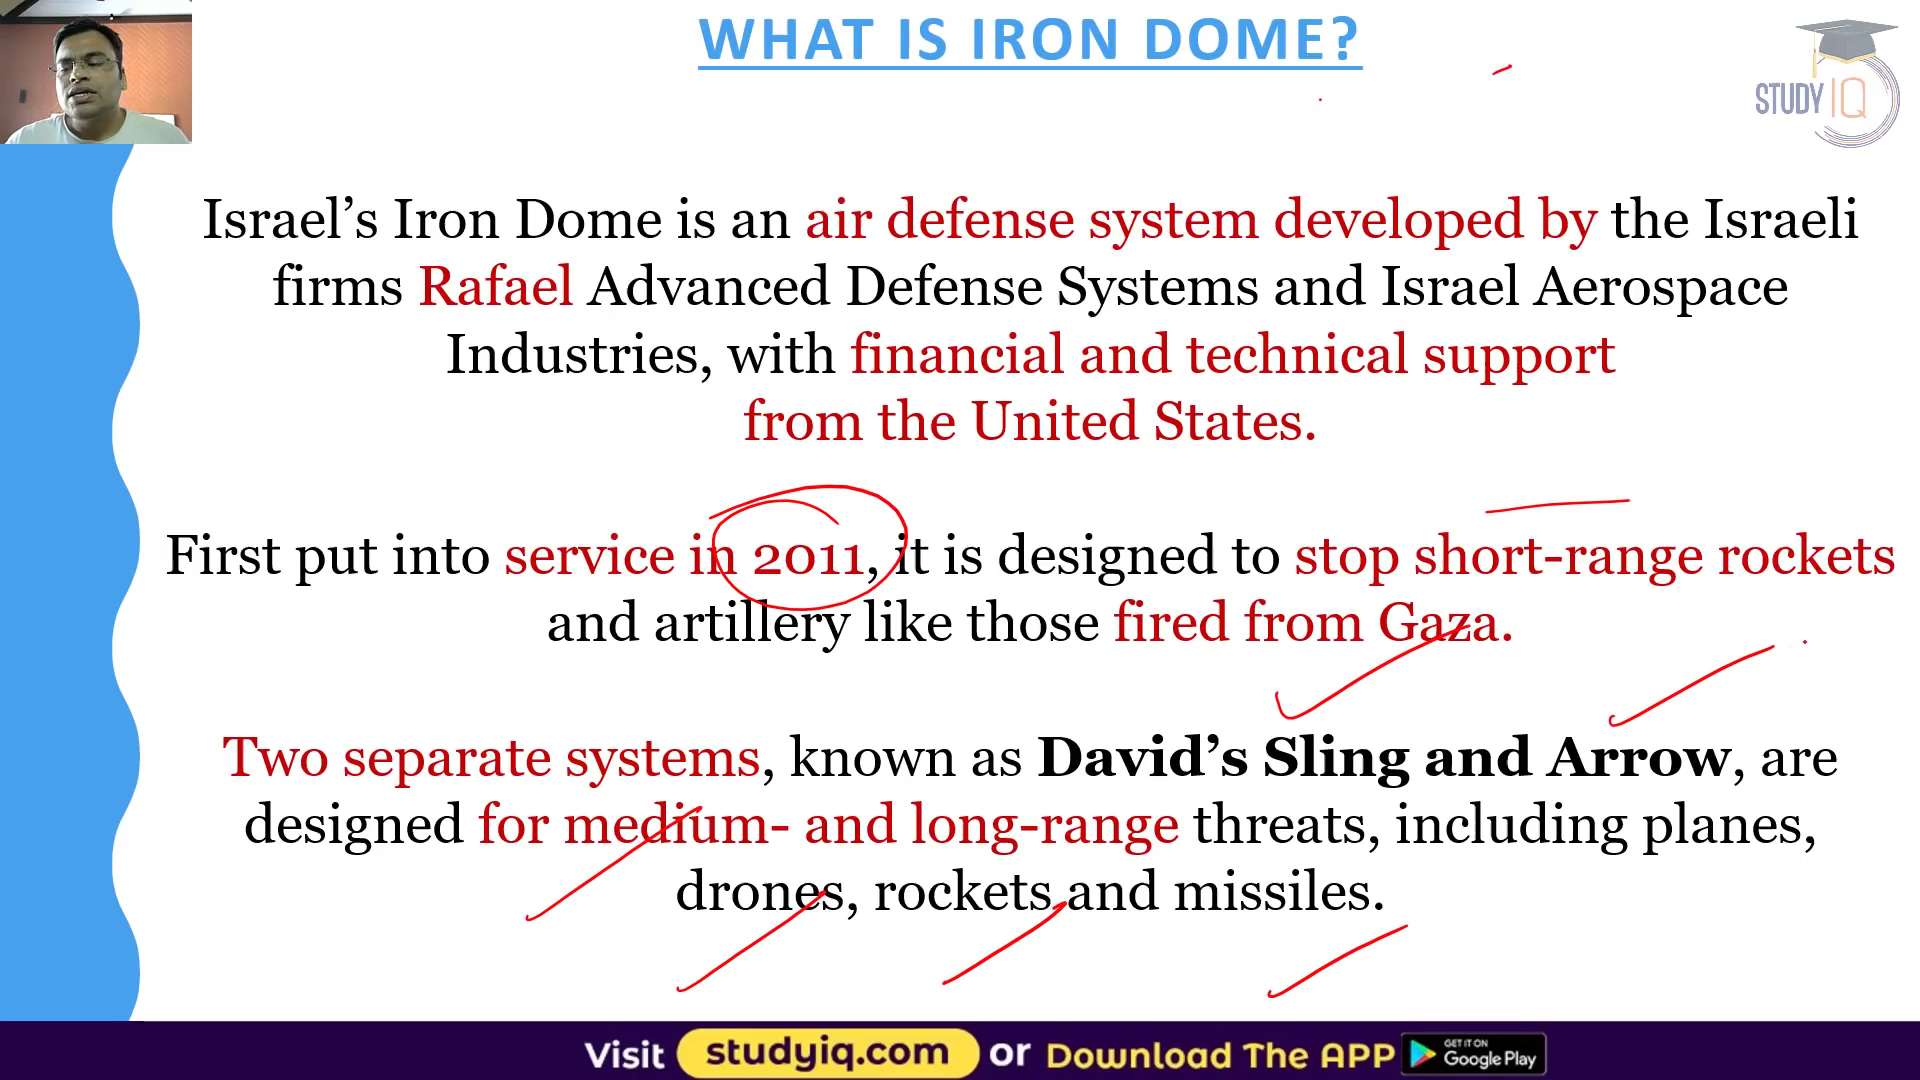 WHAT IS IRON DOME?
STUDY IQ
Israel’s Iron Dome is an air defense system developed by the Israeli
firms Rafael Advanced Defense Systems and Israel Aerospace
Industries, with financial and technical support
from the United States.
First put into service in 2011, it is designed to stop short-range rockets
and artillery like those fired from Gaza.
Two separate systems, known as David’s Sling and Arrow, are
designed for medium- and long-range threats, including planes,
drones, rockets and missiles.
Visit studyiq.com or Download The APP
GET IT ON
Google Play